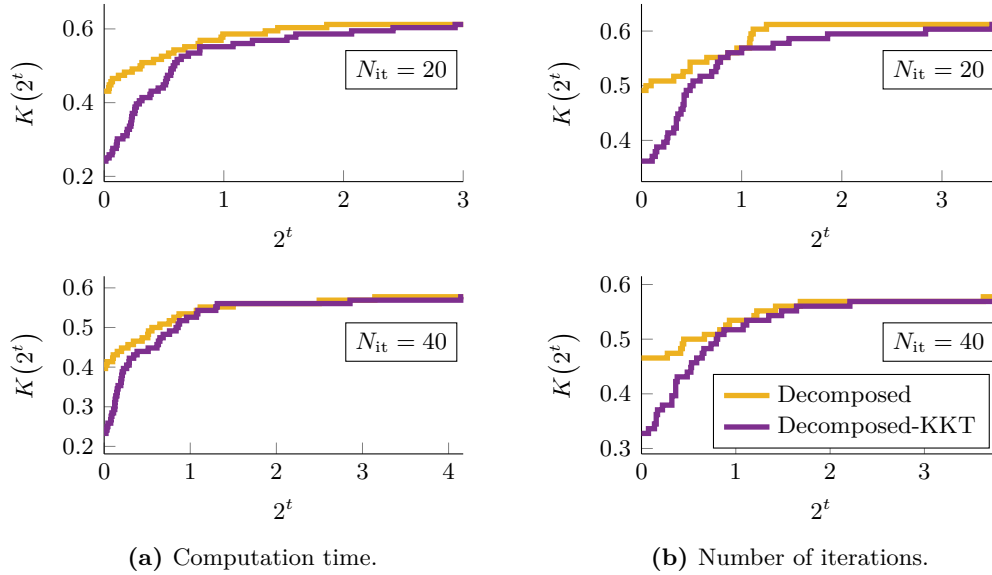 0.6
0.4
0.2
K(2^t)
N_it = 20
0 1 2 3
2^t
0.6
0.5
0.4
K(2^t)
N_it = 20
0 1 2 3
2^t
0.6
0.5
0.4
0.3
0.2
K(2^t)
N_it = 40
0 1 2 3 4
2^t
(a) Computation time.
0.6
0.5
0.4
0.3
K(2^t)
N_it = 40
Decomposed
Decomposed-KKT
0 1 2 3
2^t
(b) Number of iterations.